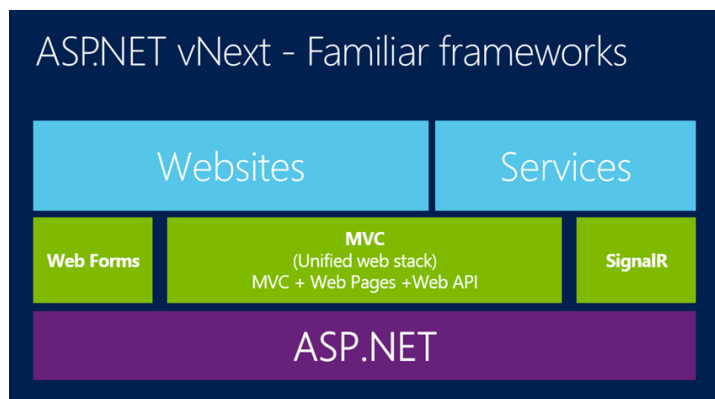 ASP.NET vNext - Familiar frameworks
Websites
Services
Web Forms
MVC
(Unified web stack)
MVC + Web Pages +Web API
SignalR
ASP.NET